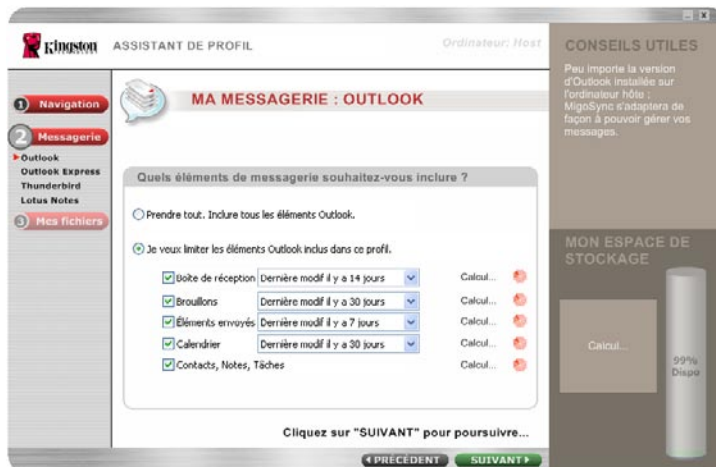 Kingston
TECHNOLOGY
ASSISTANT DE PROFIL
Ordinateur: Host
1 Navigation
2 Messagerie
Outlook
Outlook Express
Thunderbird
Lotus Notes
3 Mes fichiers
MA MESSAGERIE : OUTLOOK
Quels éléments de messagerie souhaitez-vous inclure ?
Prendre tout. Inclure tous les éléments Outlook.
Je veux limiter les éléments Outlook inclus dans ce profil.
Boîte de réception Dernière modif il y a 14 jours Calcul...
Brouillons Dernière modif il y a 30 jours Calcul...
Éléments envoyés Dernière modif il y a 7 jours Calcul...
Calendrier Dernière modif il y a 30 jours Calcul...
Contacts, Notes, Tâches Calcul...
Cliquez sur "SUIVANT" pour poursuivre...
PRÉCÉDENT SUIVANT
CONSEILS UTILES
Peu importe la version
d'Outlook installée sur
l'ordinateur hôte ;
MigoSync s'adaptera de
façon à pouvoir gérer vos
messages.
MON ESPACE DE
STOCKAGE
Calcul...
99%
Dispo